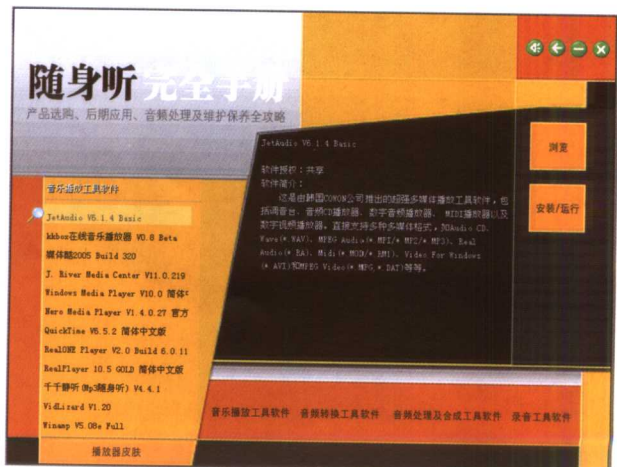 随身听完全手册
产品选购、后期应用、音频处理及维护保养全攻略
音乐播放工具软件
JetAudio V6.1.4 Basic
kkbox在线音乐播放器 V0.8 Beta
媒体酷2005 Build 320
J. River Media Center V11.0.219
Windows Media Player V10.0 简体
Nero Media Player V1.4.0.27 官方
QuickTime V6.5.2 简体中文版
RealONE Player V2.0 Build 6.0.11
RealPlayer 10.5 GOLD 简体中文版
千千静听(Mp3随身听) V4.4.1
VidLizard V1.20
Winamp V5.08e Full
播放器皮肤
JetAudio V6.1.4 Basic
软件授权：共享
软件简介：
这是由韩国COWON公司推出的超强多媒体播放工具软件，包
括调音台、音频CD播放器、数字音频播放器、 MIDI播放器以及
数字视频播放器，直接支持多种多媒体格式，如Audio CD、
Wave(*.WAV)、MPEG Audio(*.MP1/*.MP2/*.MP3)、Real
Audio(*.RA)、Midi(*.MOD/*.RMI)、Video For Windows
(*.AVI)和MPEG Video(*.MPG,*.DAT)等等。
浏览
安装/运行
音乐播放工具软件 音频转换工具软件 音频处理及合成工具软件 录音工具软件